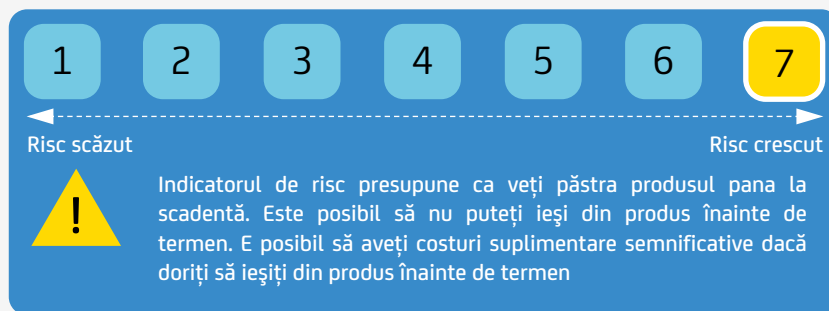 1 2 3 4 5 6 7
Risc scăzut Risc crescut
! Indicatorul de risc presupune ca veți păstra produsul pana la
scadentă. Este posibil să nu puteți ieși din produs înainte de
termen. E posibil să aveți costuri suplimentare semnificative dacă
doriți să ieșiți din produs înainte de termen